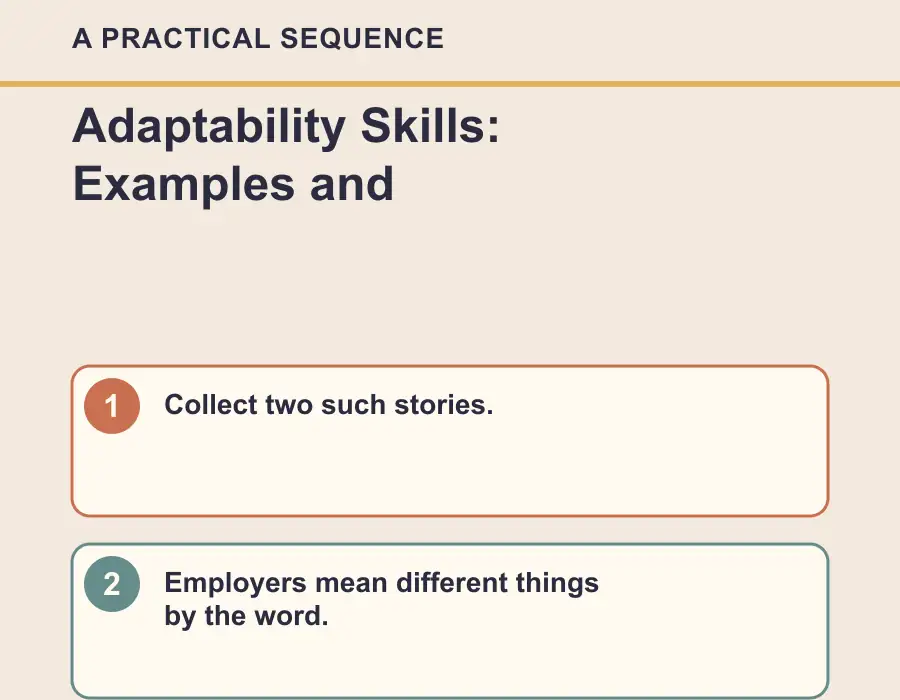 A PRACTICAL SEQUENCE
Adaptability Skills:
Examples and
1
Collect two such stories.
2
Employers mean different things
by the word.